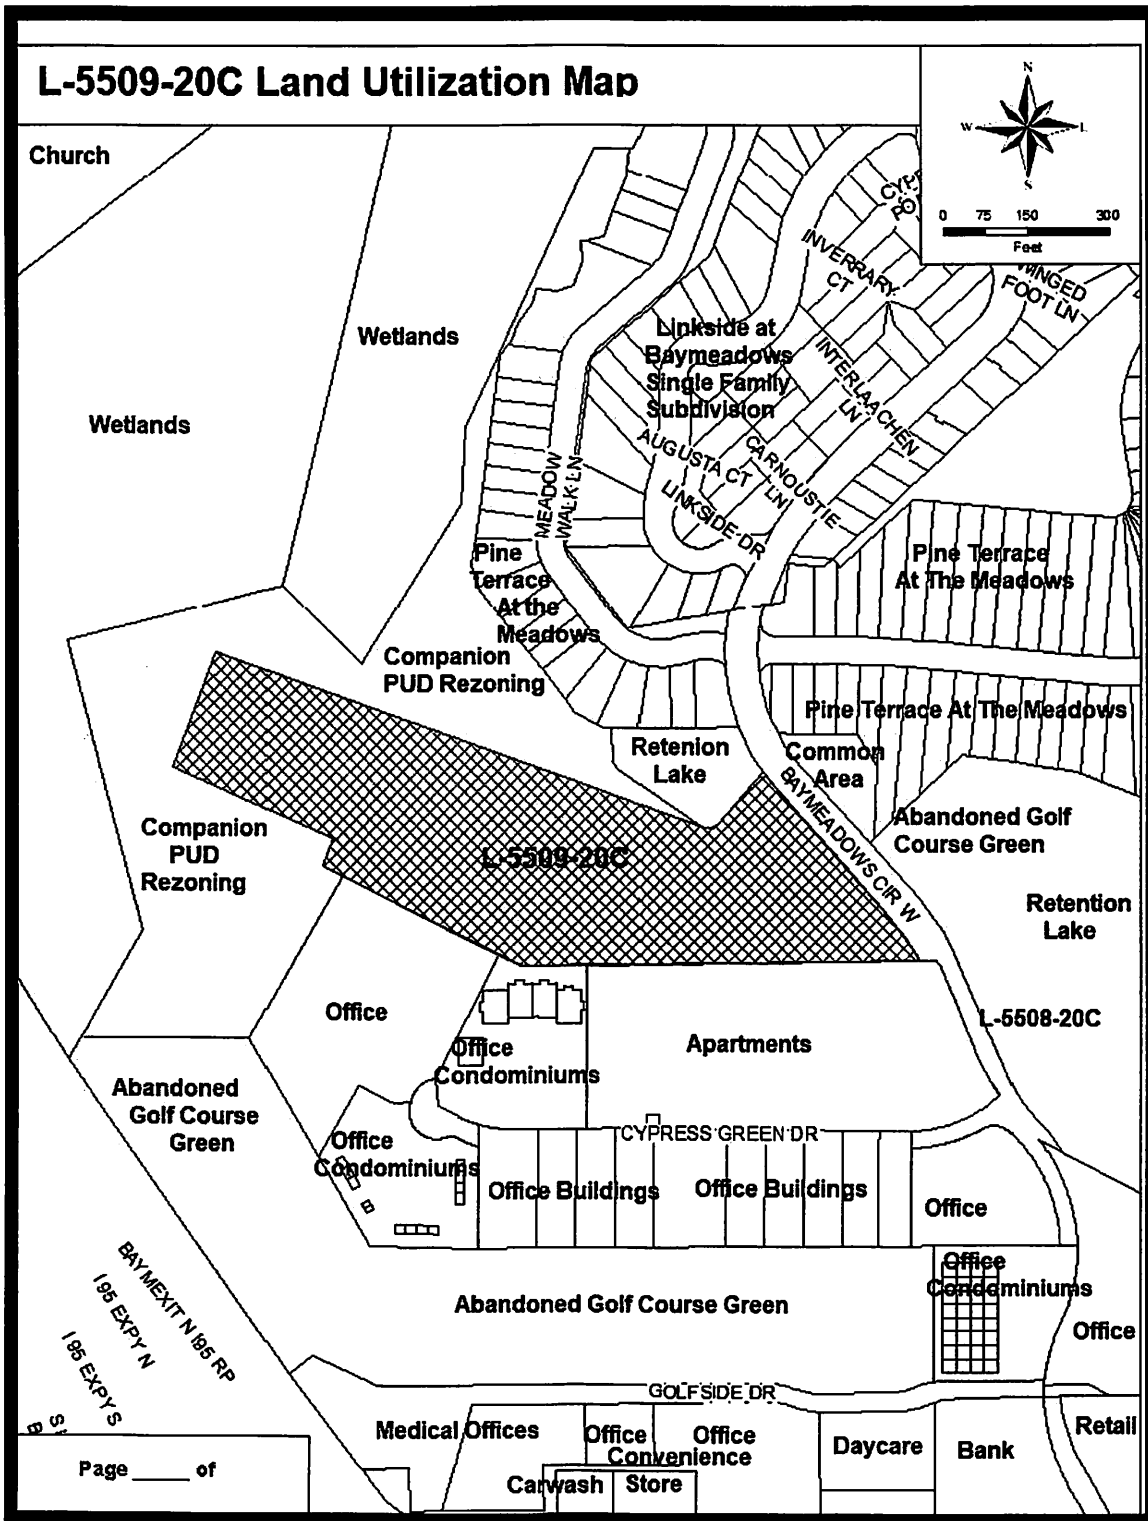 L-5509-20C Land Utilization Map
N
W
S
0 75 150 300
Feet
Church
INVERRARY
CT
WINGED
FOOT LN
Wetlands
Linkside at
Baymeadows
Single Family
Subdivision
INTERLAACHEN
LN
Wetlands
AUGUSTA CT
CARNOUSTIE
LN
LINKSIDE DR
MEADOW
WALK LN
Pine
Terrace
At the
Meadows
Pine Terrace
At The Meadows
Companion
PUD Rezoning
Pine Terrace At The Meadows
Retenion
Lake
Common
Area
BAYMEADOWS CIR W
Abandoned Golf
Course Green
Companion
PUD
Rezoning
L-5509-20C
Retention
Lake
Office
L-5508-20C
Office
Condominiums
Apartments
Abandoned
Golf Course
Green
CYPRESS GREEN DR
Office
Condominiums
Office Buildings
Office Buildings
Office
BAYMEXIT N I95 RP
I 95 EXPY N
I 95 EXPY S
Office
Condominiums
Abandoned Golf Course Green
Office
GOLFSIDE DR
Medical Offices
Office
Office
Convenience
Store
Carwash
Daycare
Bank
Retail
Page ____ of